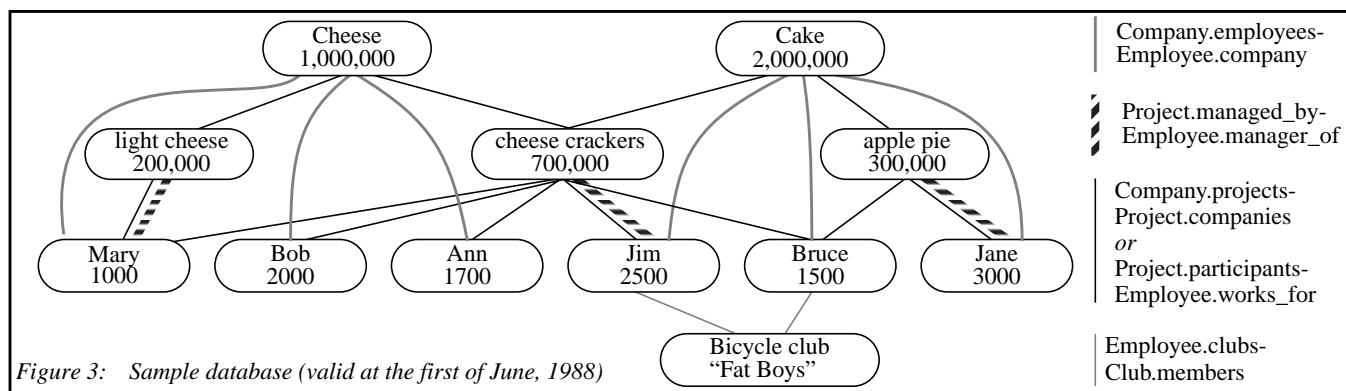 Cheese
1,000,000
Cake
2,000,000
light cheese
200,000
cheese crackers
700,000
apple pie
300,000
Mary
1000
Bob
2000
Ann
1700
Jim
2500
Bruce
1500
Jane
3000
Bicycle club
“Fat Boys”
Company.employees-
Employee.company
Project.managed_by-
Employee.manager_of
Company.projects-
Project.companies
or
Project.participants-
Employee.works_for
Employee.clubs-
Club.members
Figure 3: Sample database (valid at the first of June, 1988)